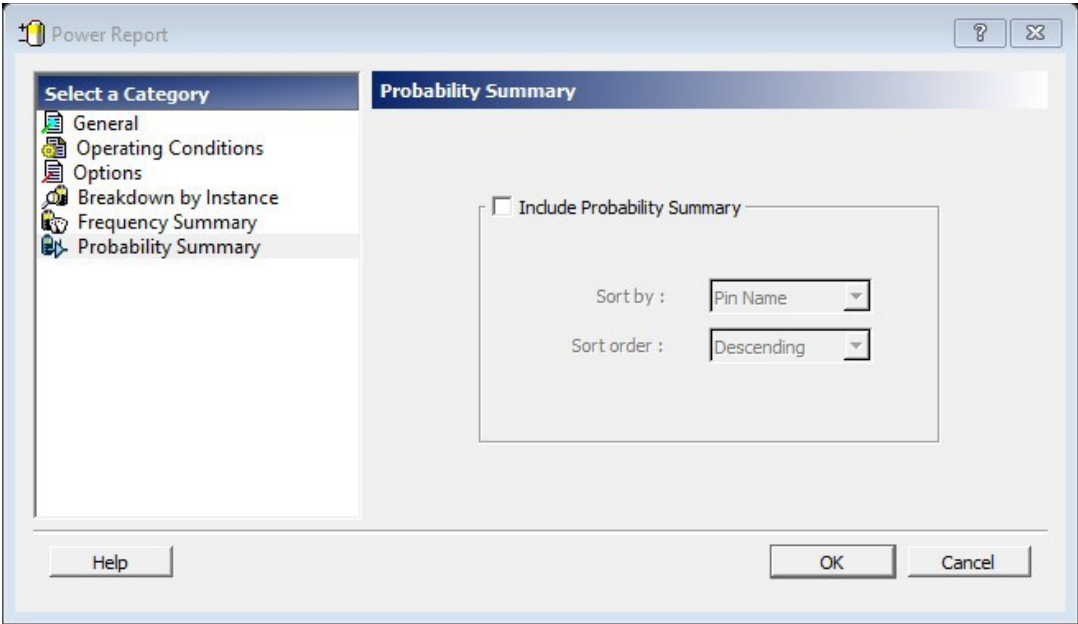 Power Report
Select a Category
General
Operating Conditions
Options
Breakdown by Instance
Frequency Summary
Probability Summary
Probability Summary
Include Probability Summary
Sort by :
Pin Name
Sort order :
Descending
Help
OK
Cancel